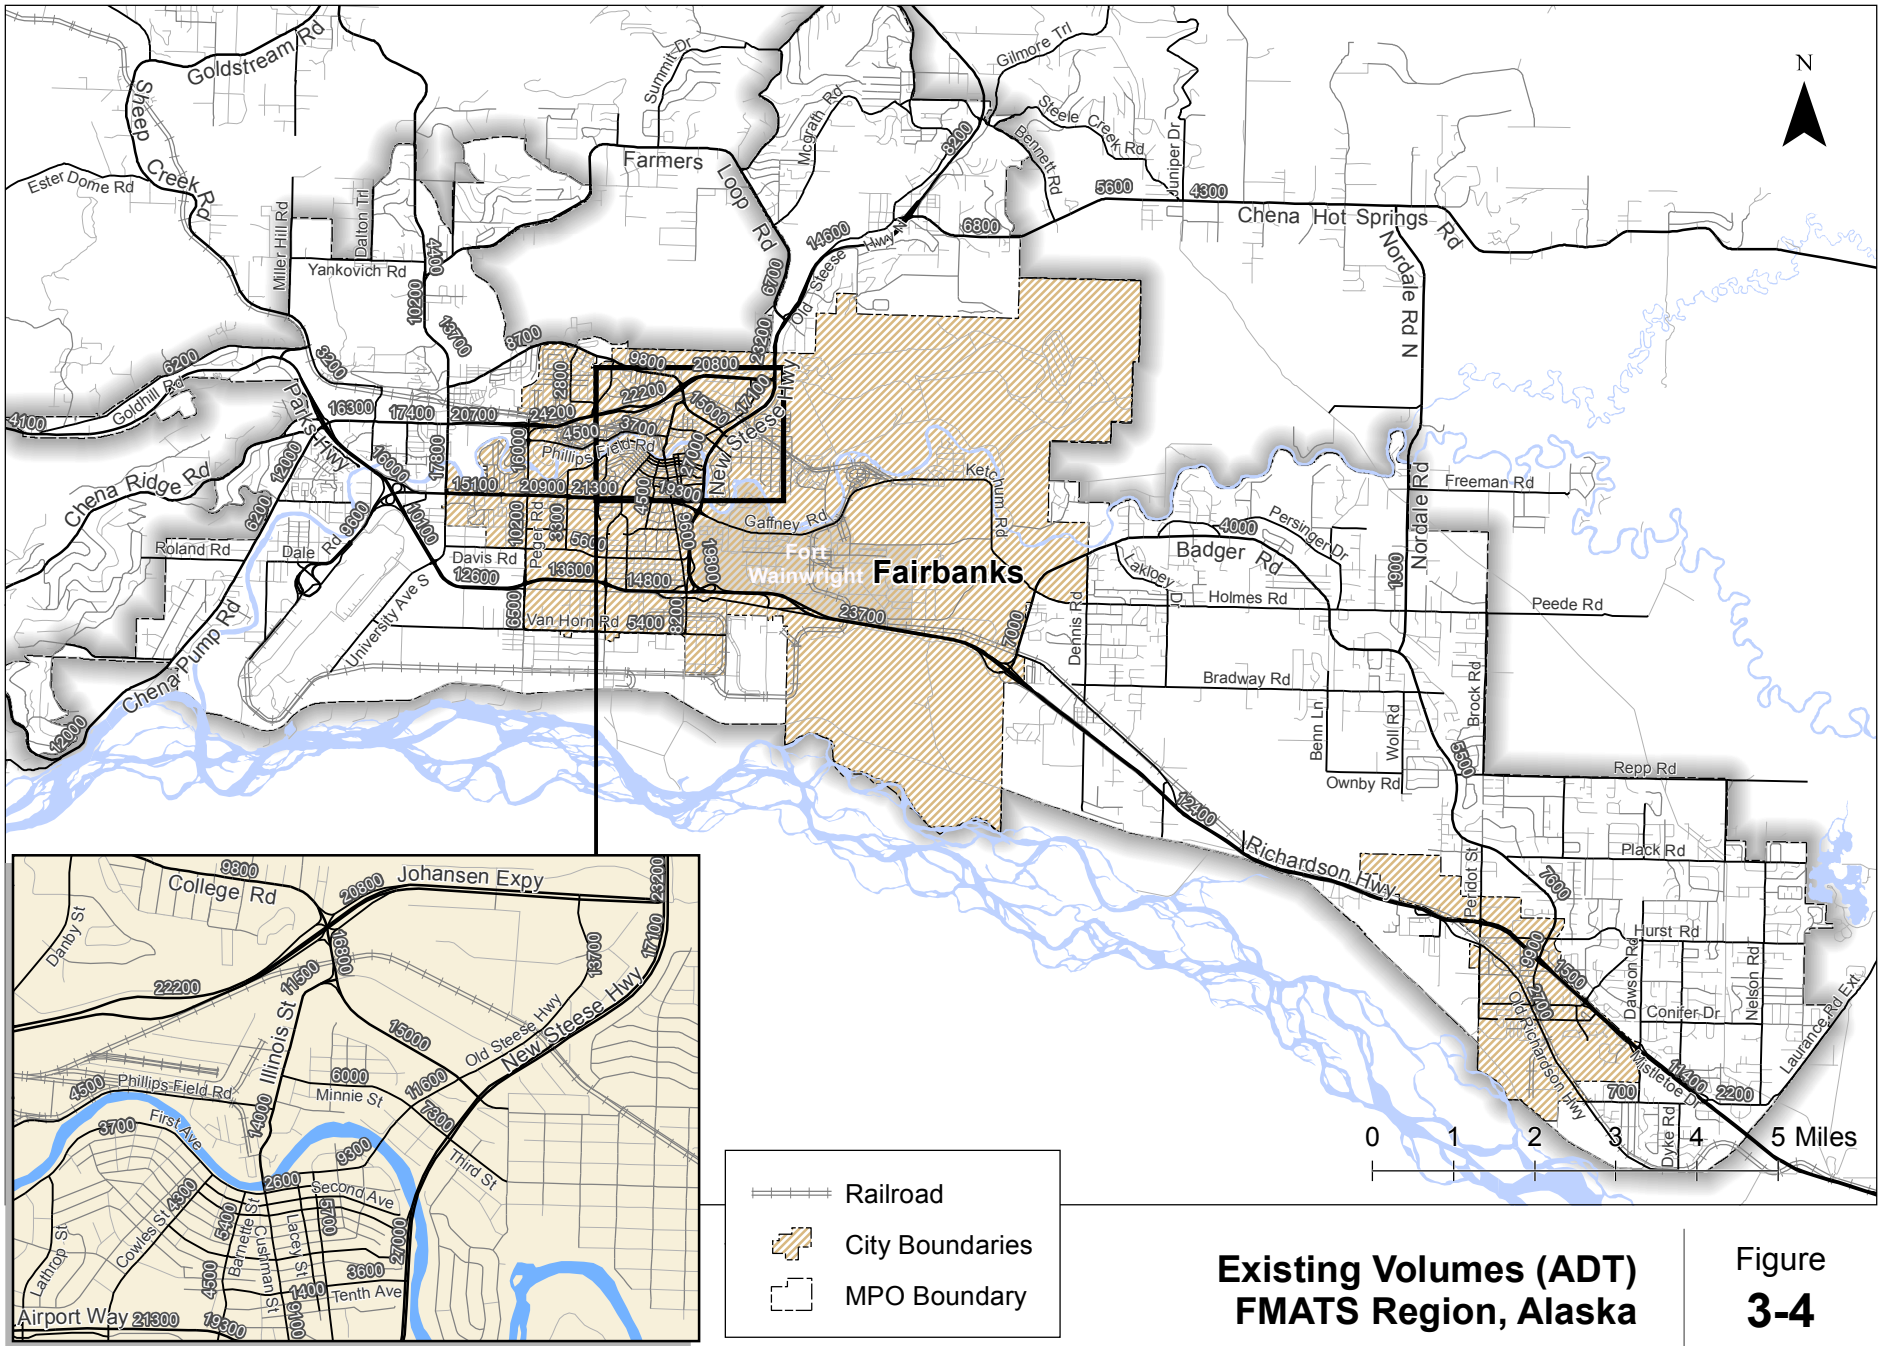 Goldstream Rd
Summit Dr
Gilmore Trl
N
Sheep
Creek Rd
Mcgrath Rd
8200
Steele Creek Rd
Bennett Rd
Juniper Dr
Ester Dome Rd
Farmers
Loop
Rd
5600
4300
Miller Hill Rd
Dalton Trl
4400
14600
Old Steese Hwy N
6800
Chena Hot Springs Rd
Yankovich Rd
10200
6700
Nordale Rd N
13700
8700
23200
6200
3200
9800
20800
Goldhill Rd
2800
22200
15000
17400
4100
Parks Hwy
16300
17400
20700
24200
4500
3700
Phillips Field Rd
17000
New Steese Hwy
12000
16000
17800
16000
Chena Ridge Rd
15100
20900
21300
4500
19300
Ketchum Rd
Freeman Rd
6200
9600
10100
10200
Peger Rd
3300
5600
9600
Gaffney Rd
4000
Persinger Dr
Nordale Rd
Roland Rd
Dale Rd
Davis Rd
19800
Fort
Wainwright
Fairbanks
Badger Rd
Lakloey Dr
1900
12600
13600
14800
University Ave S
6500
Van Horn Rd
5400
8200
23700
7000
Dennis Rd
Holmes Rd
Peede Rd
Chena Pump Rd
12000
Bradway Rd
Benn Ln
Woll Rd
Brock Rd
5500
Ownby Rd
Repp Rd
12400
Richardson Hwy
Plack Rd
Peridot St
7600
Hurst Rd
9900
1500
2700
Dawson Rd
Nelson Rd
Old Richardson Hwy
Conifer Dr
Laurance Rd Ext
Mistletoe Dr
11400
700
2200
Dyke Rd
0 1 2 3 4 5 Miles
9800
College Rd
20800
Johansen Expy
23200
Danby St
16800
17100
13700
22200
11500
Illinois St
15000
Old Steese Hwy
New Steese Hwy
4500
Phillips Field Rd
6000
Minnie St
11600
7300
14000
3700
First Ave
9300
Third St
2600
Second Ave
4300
5400
5700
27000
Lathrop St
Cowles St
Barnette St
Cushman St
Lacey St
4500
3600
1400
Tenth Ave
9100
Airport Way
21300
19300
Railroad
City Boundaries
MPO Boundary
Existing Volumes (ADT)
FMATS Region, Alaska
Figure
3-4